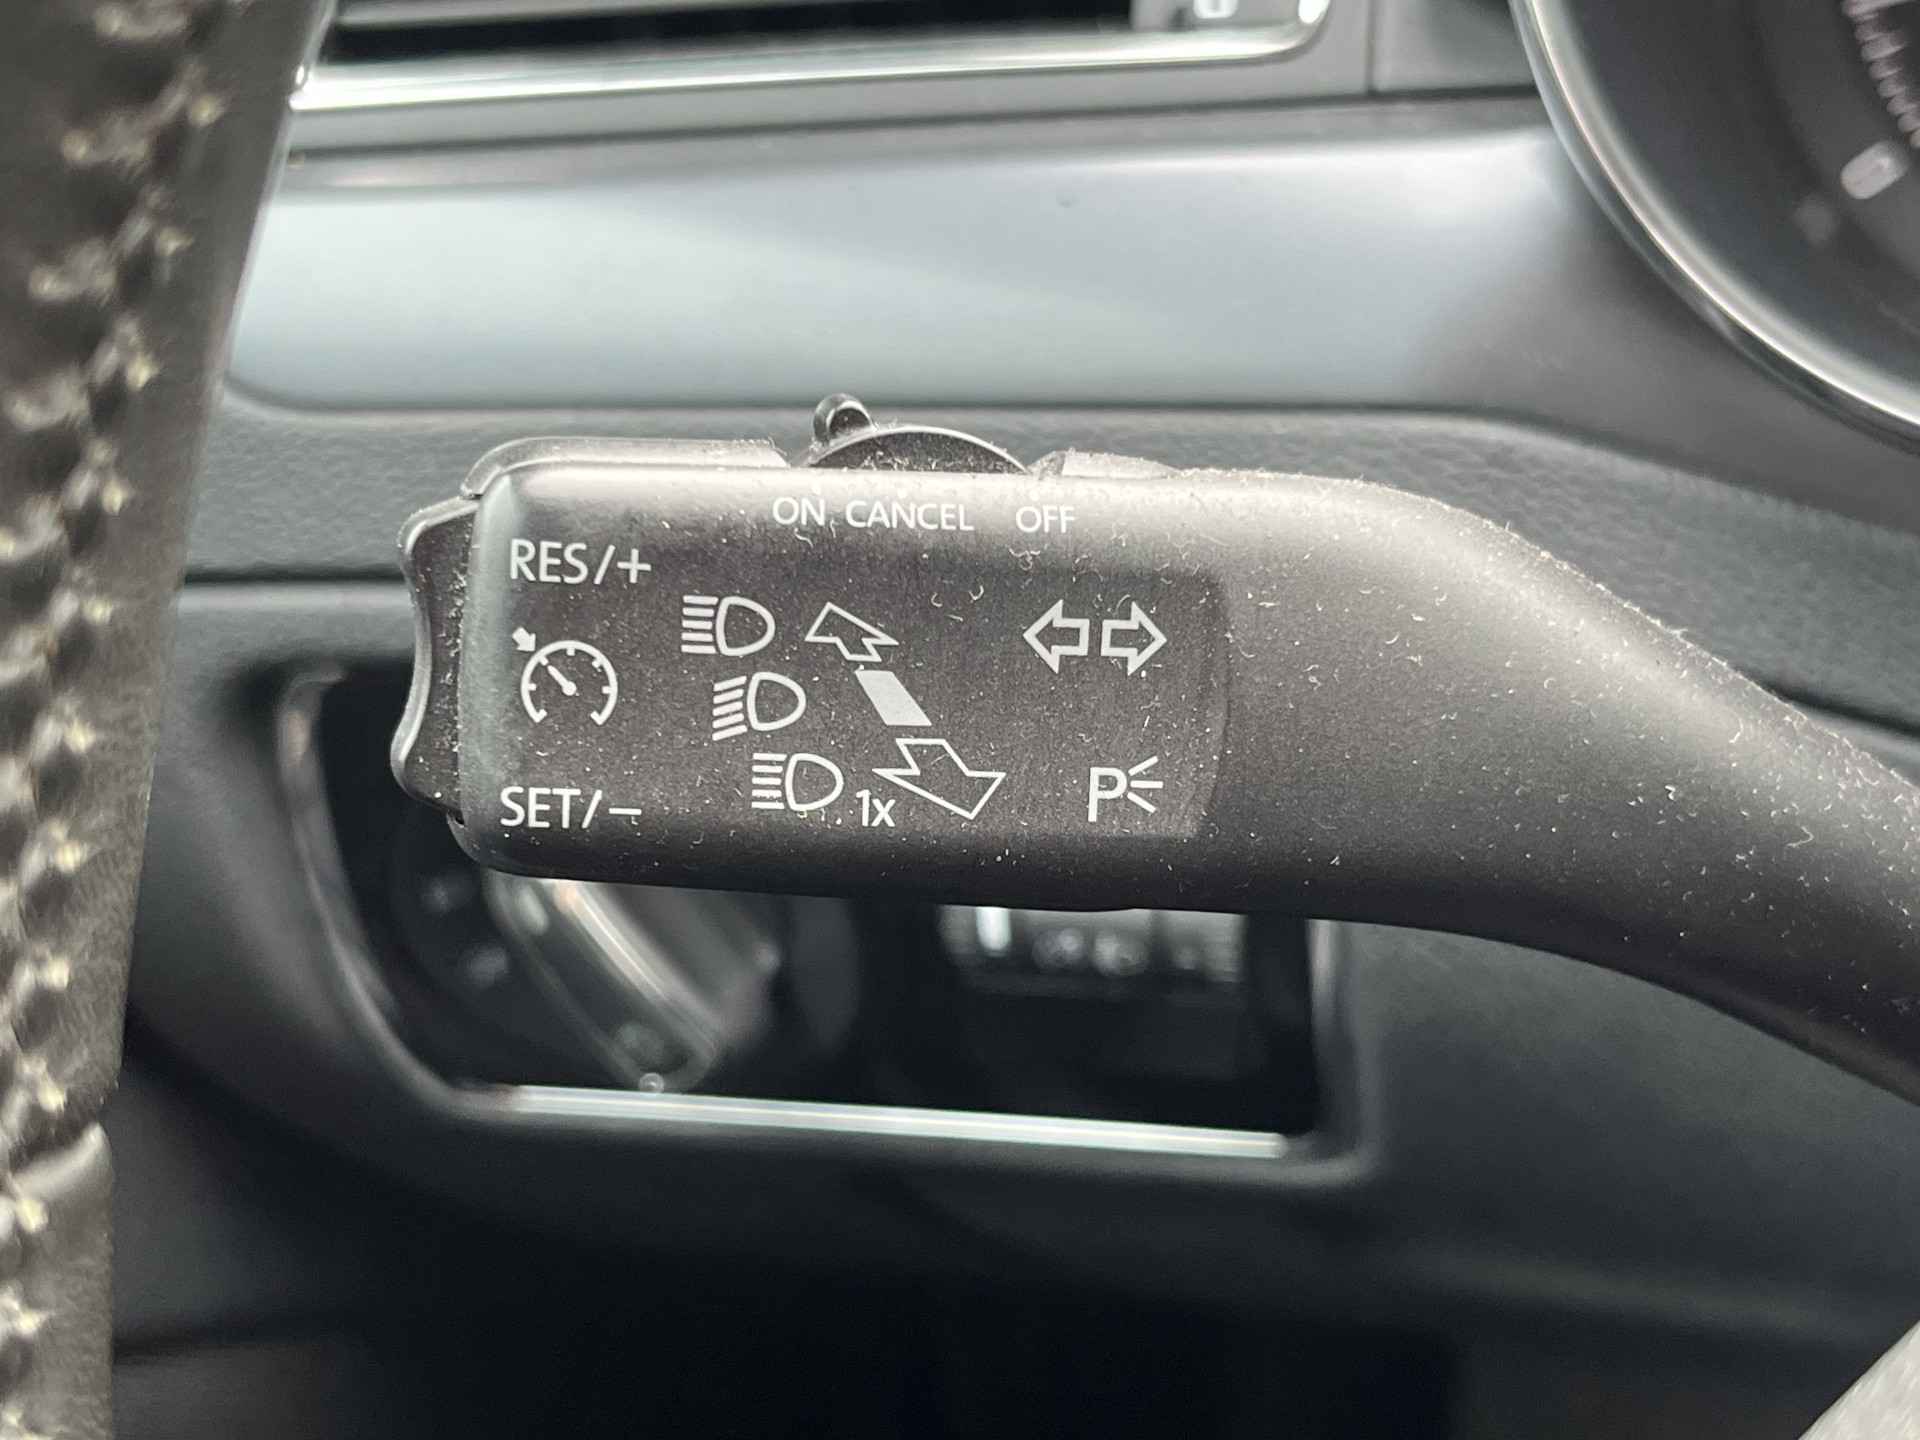 ON CANCEL OFF
RES/+
SET/−
1x
P